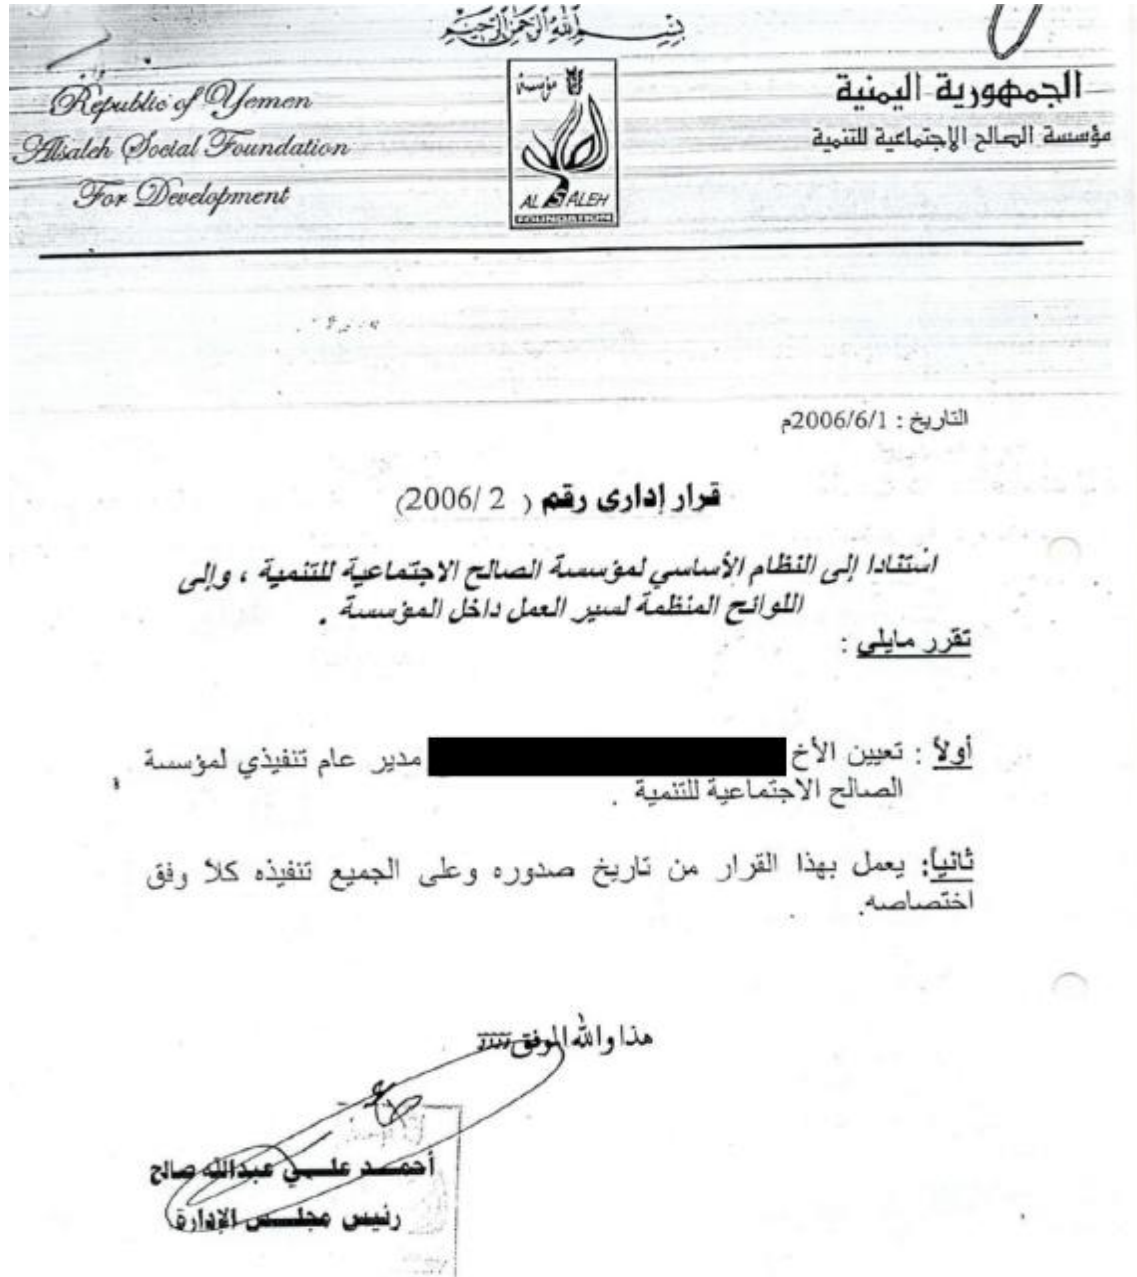 بسم الله الرحمن الرحيم
الجمهورية اليمنية
مؤسسة الصالح الإجتماعية للتنمية
مؤسسة
الصالح
AL SALEH
FOUNDATION
Republic of Yemen
Alsaleh Social Foundation
For Development
التاريخ : 2006/6/1م
قرار إدارى رقم ( 2 /2006)
استنادا إلى النظام الأساسي لمؤسسة الصالح الاجتماعية للتنمية ، وإلى
اللوائح المنظمة لسير العمل داخل المؤسسة .
تقرر مايلي :
أولاً : تعيين الأخ مدير عام تنفيذي لمؤسسة
الصالح الاجتماعية للتنمية .
ثانياً: يعمل بهذا القرار من تاريخ صدوره وعلى الجميع تنفيذه كلاً وفق
اختصاصه.
هذا والله الموفق ,,,,,
أحمد علي عبدالله صالح
رئيس مجلس الإدارة